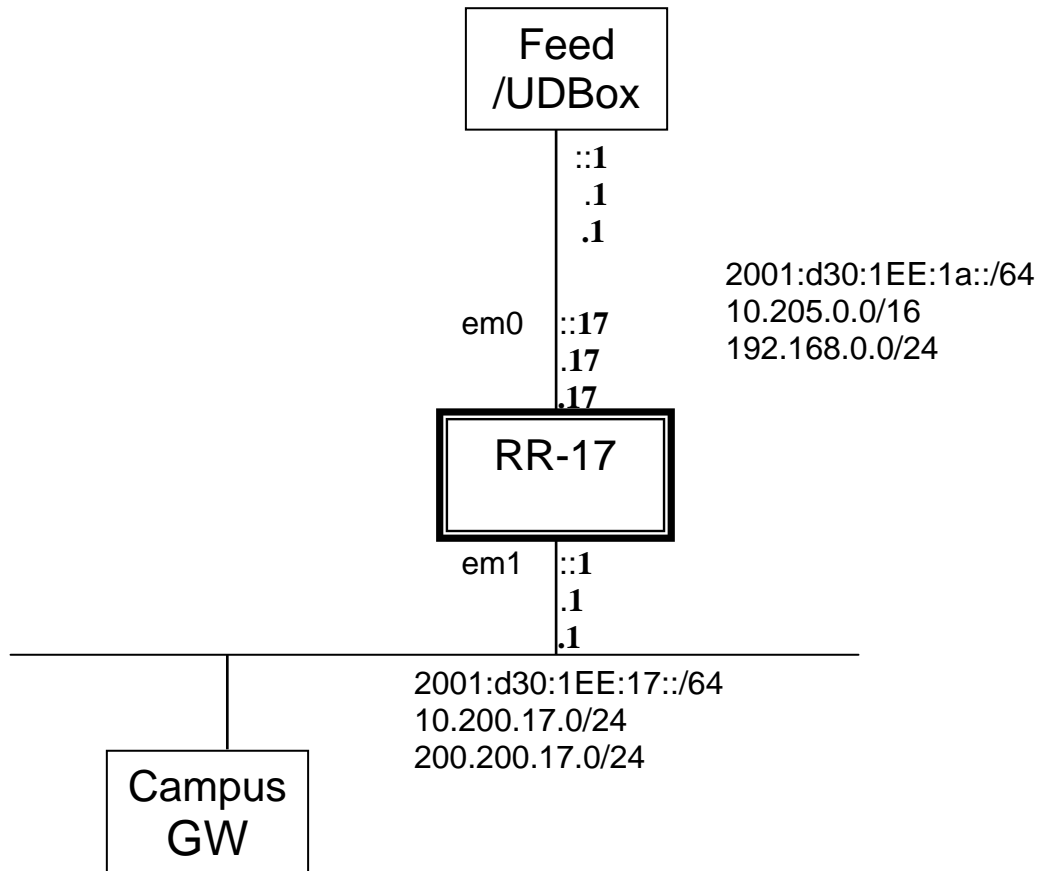 Feed
/UDBox
::1
.1
.1
2001:d30:1EE:1a::/64
10.205.0.0/16
192.168.0.0/24
em0 ::17
.17
.17
RR-17
em1 ::1
.1
.1
2001:d30:1EE:17::/64
10.200.17.0/24
200.200.17.0/24
Campus
GW